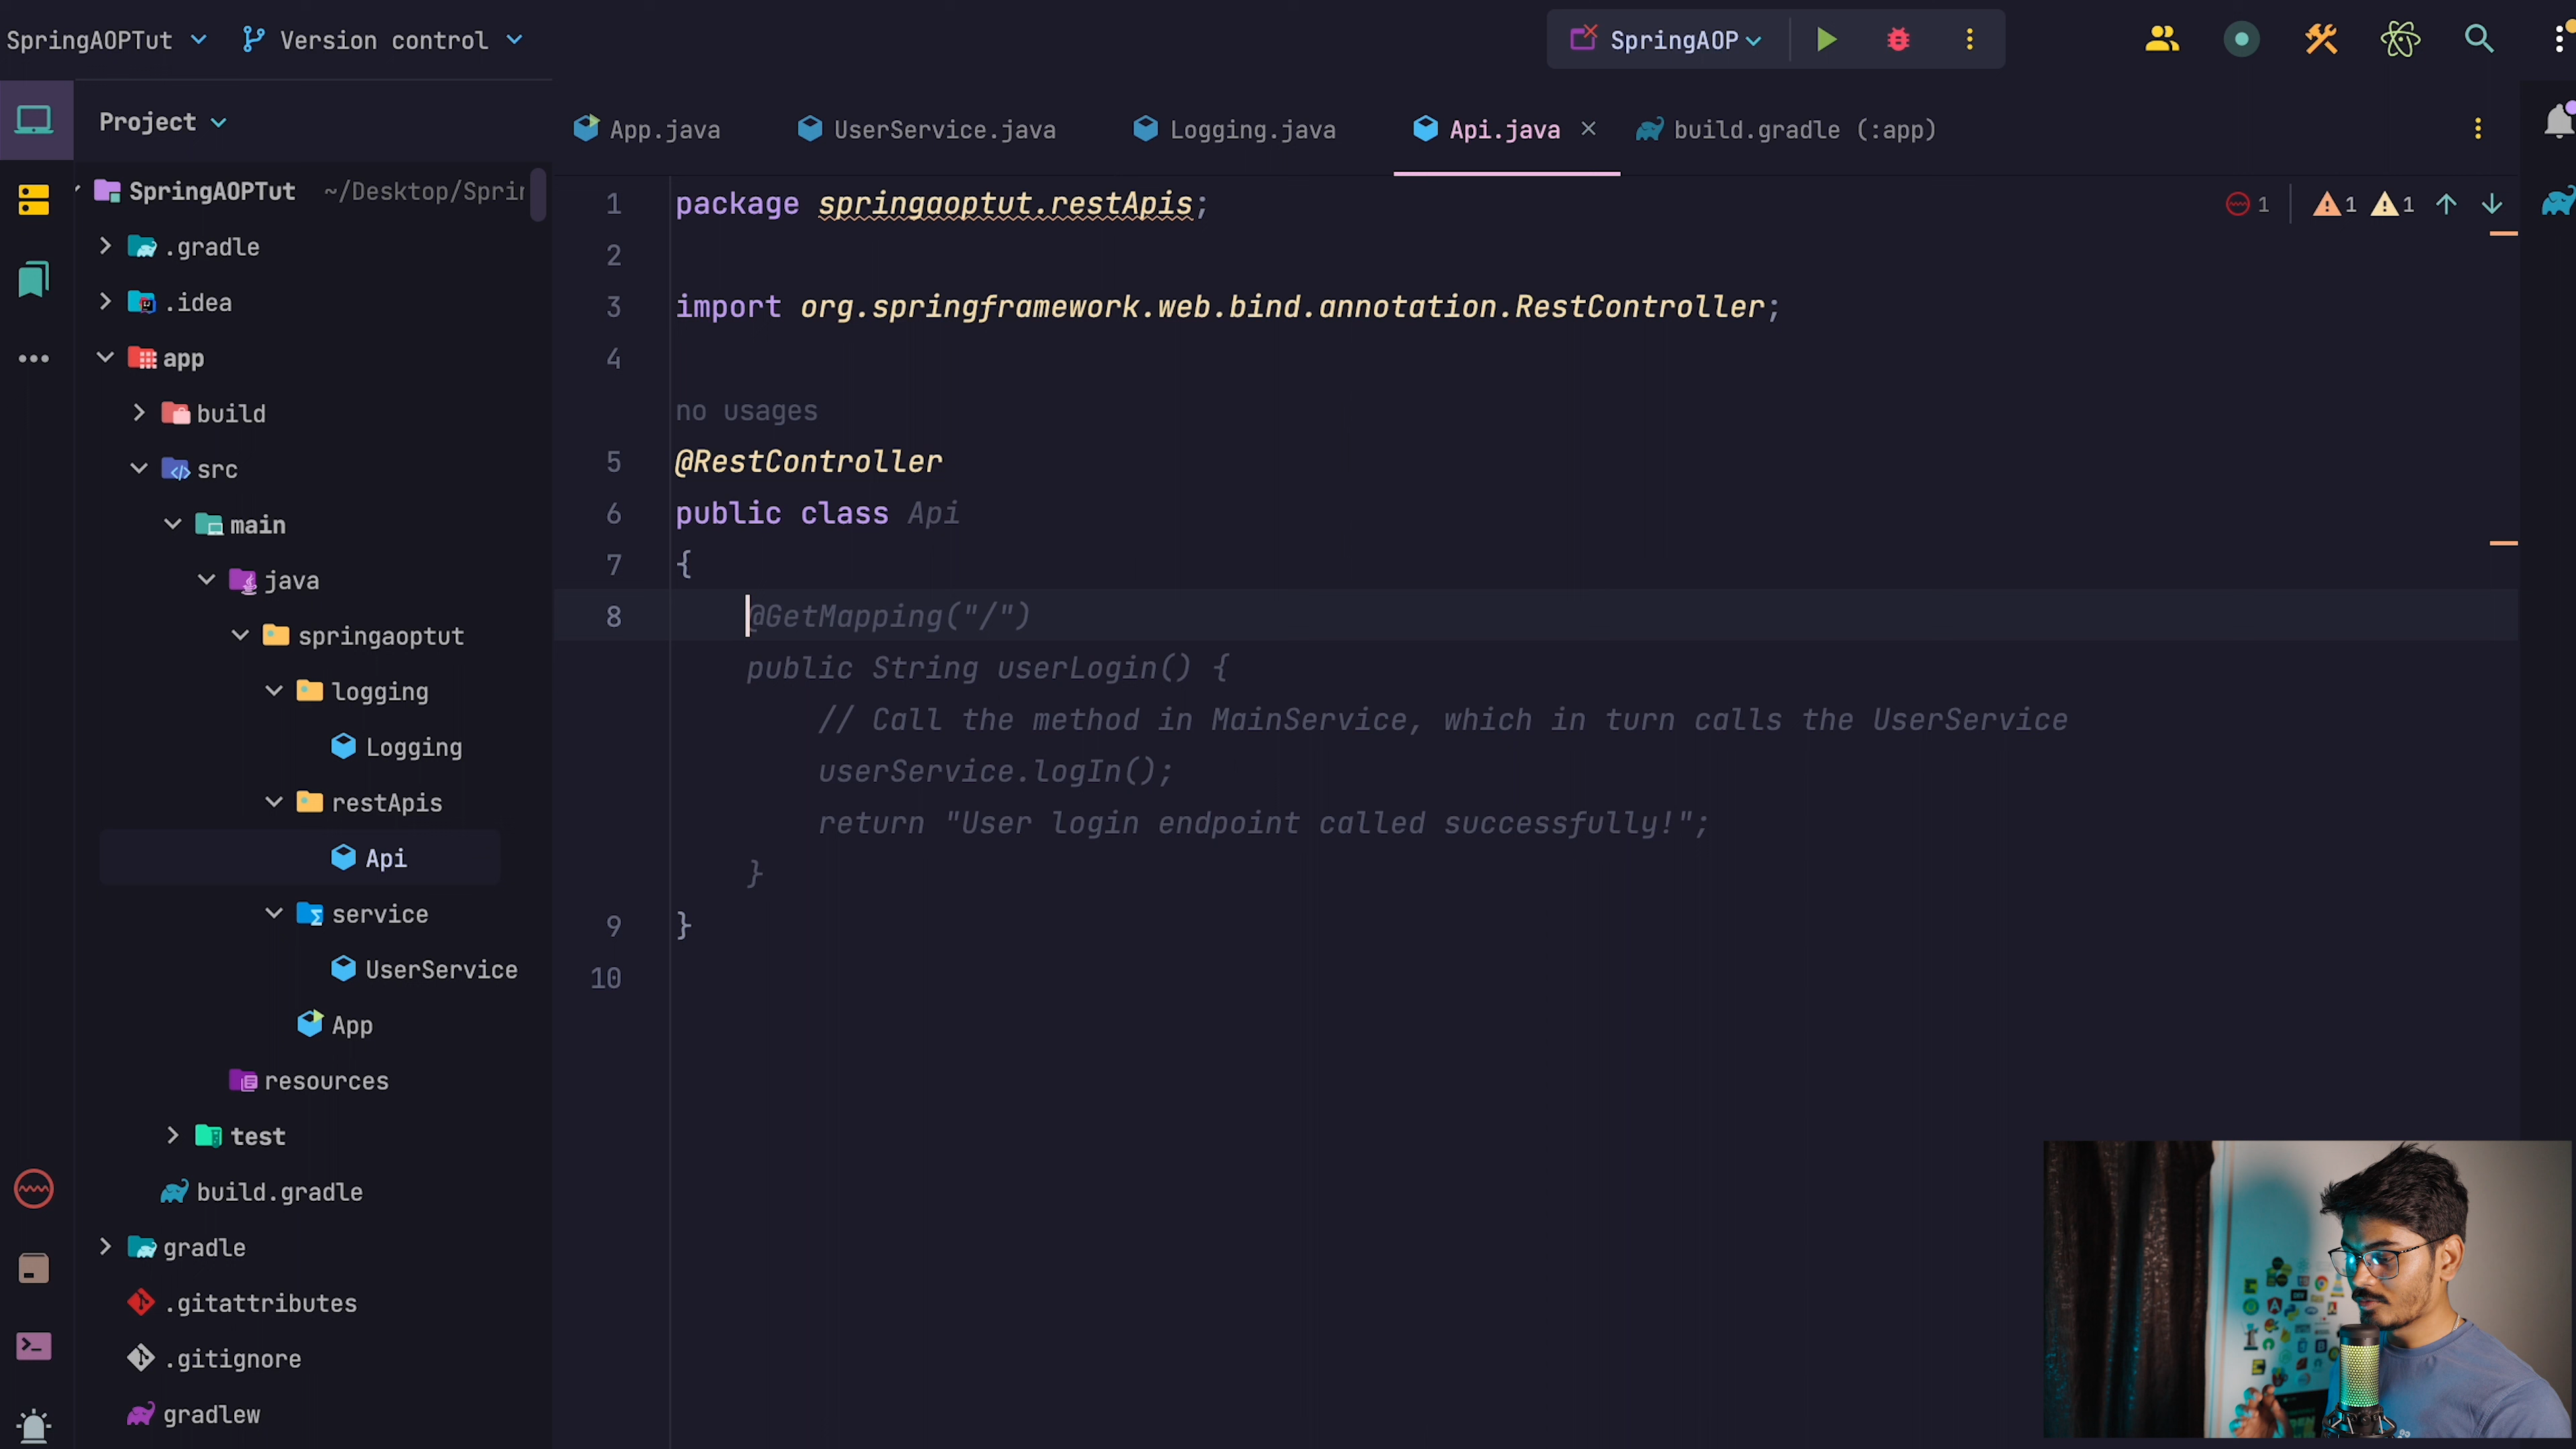 SpringAOPTut
Version control
SpringAOP
Project
App.java
UserService.java
Logging.java
Api.java
build.gradle (:app)
SpringAOPTut ~/Desktop/Sprin
.gradle
.idea
app
build
src
main
java
springaoptut
logging
Logging
restApis
Api
service
UserService
App
resources
test
build.gradle
gradle
.gitattributes
.gitignore
gradlew
1 package springaoptut.restApis;
1 1 1
2
3 import org.springframework.web.bind.annotation.RestController;
4
no usages
5 @RestController
6 public class Api
7 {
8 @GetMapping("/")
public String userLogin() {
// Call the method in MainService, which in turn calls the UserService
userService.logIn();
return "User login endpoint called successfully!";
}
9 }
10